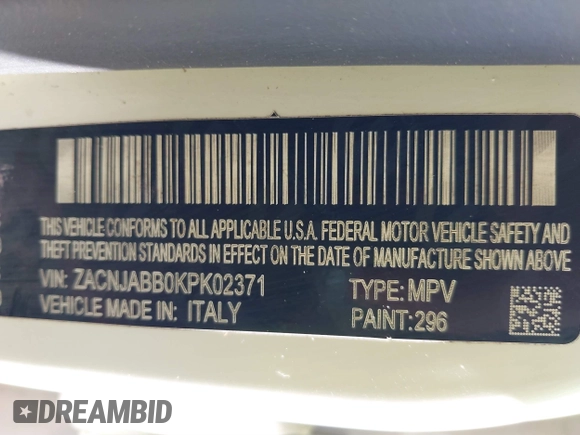 THIS VEHICLE CONFORMS TO ALL APPLICABLE U.S.A. FEDERAL MOTOR VEHICLE SAFETY AND
THEFT PREVENTION STANDARDS IN EFFECT ON THE DATE OF MANUFACTURE SHOWN ABOVE
VIN: ZACNJABB0KPK02371 TYPE: MPV
VEHICLE MADE IN: ITALY PAINT: 296
DREAMBID